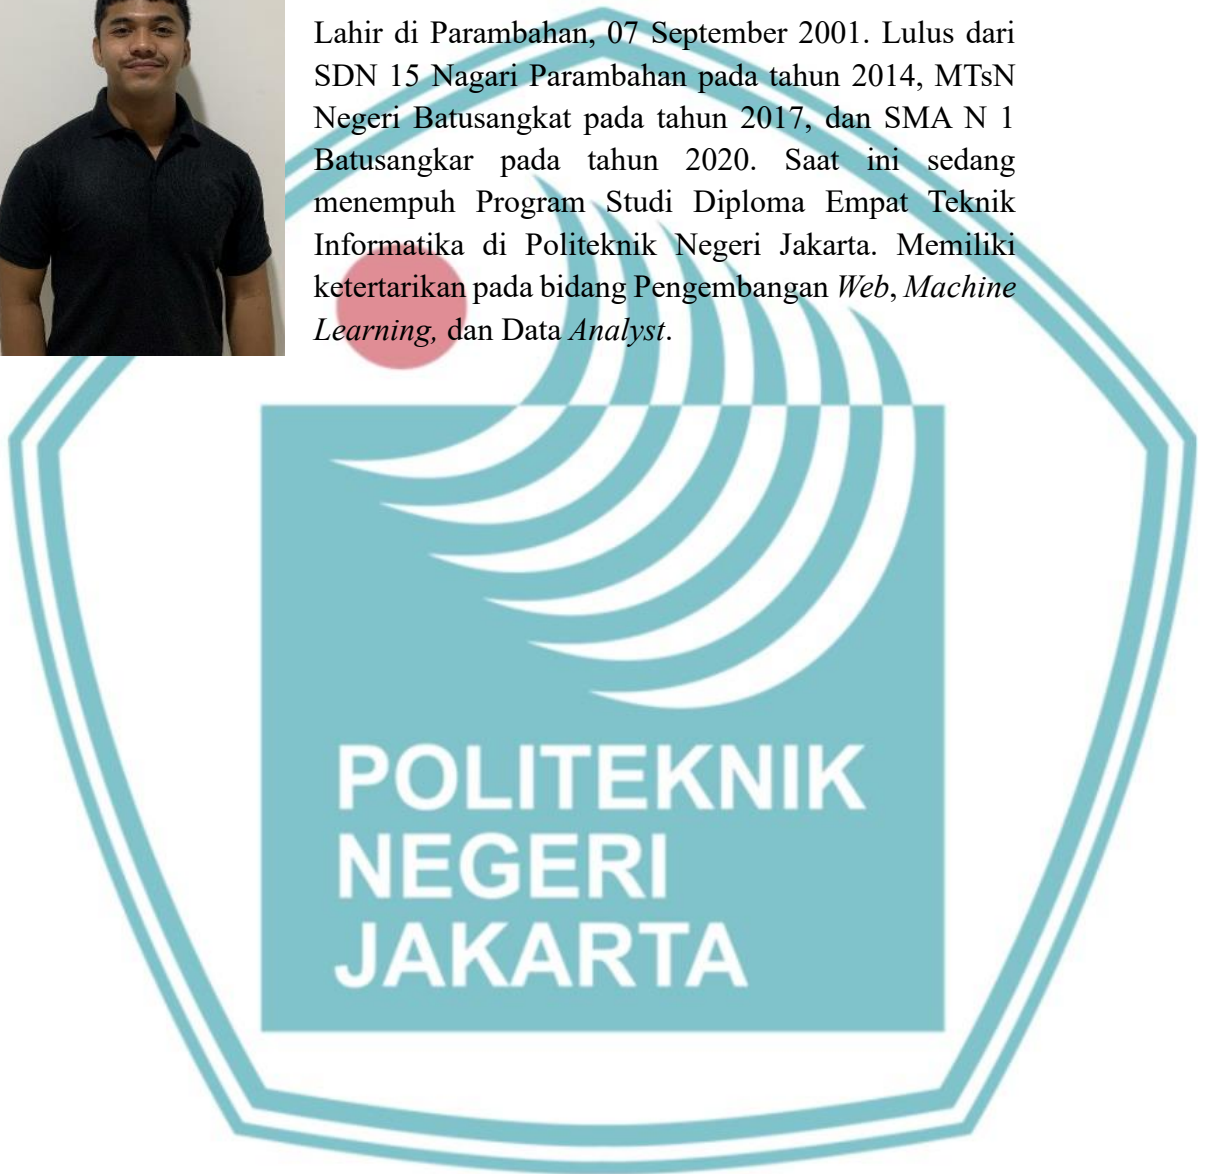 Lahir di Parambahan, 07 September 2001. Lulus dari
SDN 15 Nagari Parambahan pada tahun 2014, MTsN
Negeri Batusangkat pada tahun 2017, dan SMA N 1
Batusangkar pada tahun 2020. Saat ini sedang
menempuh Program Studi Diploma Empat Teknik
Informatika di Politeknik Negeri Jakarta. Memiliki
ketertarikan pada bidang Pengembangan Web, Machine
Learning, dan Data Analyst.
POLITEKNIK
NEGERI
JAKARTA